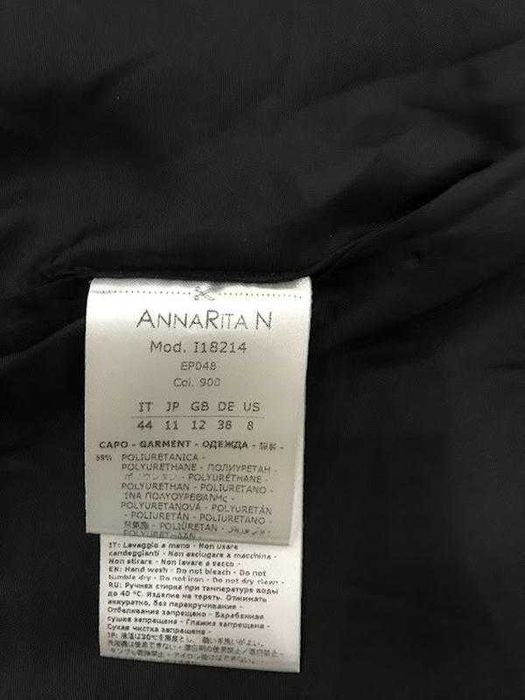 ANNARITA N
Mod. I18214
EP048
Col. 900
IT JP GB DE US
44 11 12 38 8
CAPO - GARMENT - ОДЕЖДА -
POLIURETANICA -
POLYURETHANE - ПОЛИУРЕТАН -
POLYURETHAN - POLIURETANO -
POLYURETANOVÁ - POLYURETÁN
- POLIURETÁN - POLIURETANO -
POLIURETAN -
IT: Lavaggio a mano - Non usare
candeggianti - Non asciugare a macchina -
Non stirare - Non lavare a secco -
EN: Hand wash - Do not bleach - Do not
tumble dry - Do not iron - Do not dry clean -
RU: Ручная стирка при температуре воды
до 40 °C. Изделие не тереть. Отжимать
аккуратно, без перекручивания -
Отбеливание запрещено - Барабанная
сушка запрещена - Глажка запрещена -
Сухая чистка запрещена -